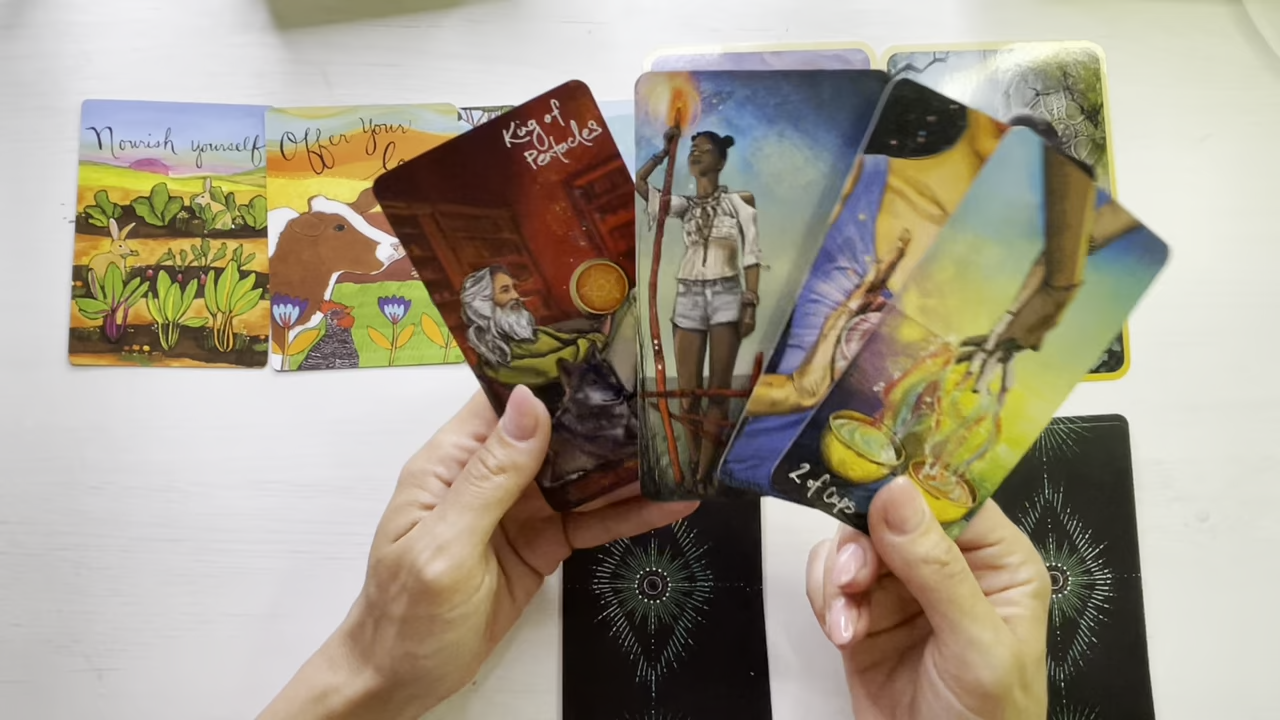 Nourish yourself
Offer Your
King of
Pentacles
2 of Cups